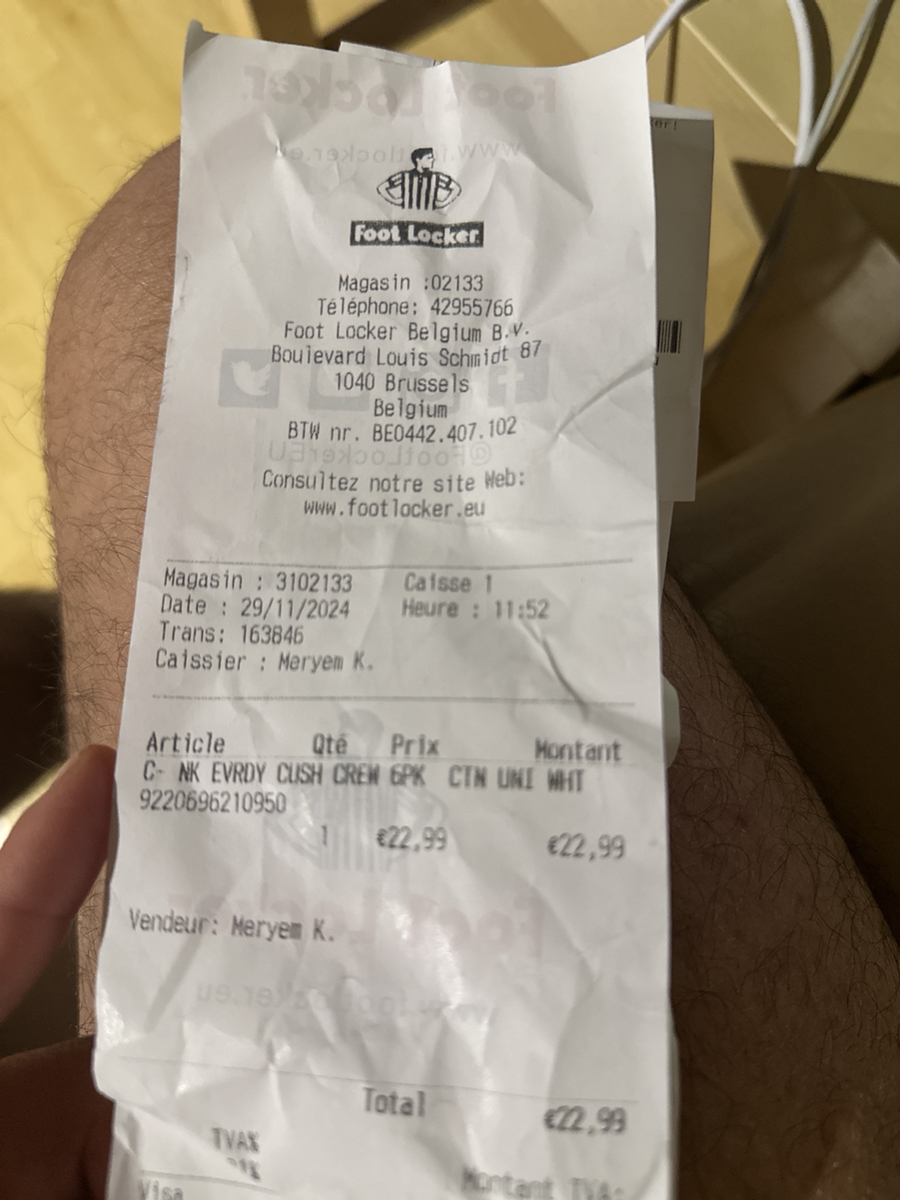 Foot Locker
Magasin :02133
Téléphone: 42955766
Foot Locker Belgium B.V.
Boulevard Louis Schmidt 87
1040 Brussels
Belgium
BTW nr. BE0442.407.102
Consultez notre site Web:
www.footlocker.eu
Magasin : 3102133 Caisse 1
Date : 29/11/2024 Heure : 11:52
Trans: 163846
Caissier : Meryem K.
Article Qté Prix Montant
C- NK EVRDY CUSH CREW 6PK CTN UNI WHT
9220696210950
1 €22,99 €22,99
Vendeur: Meryem K.
Total €22,99
TVA% Montant TVA
Visa